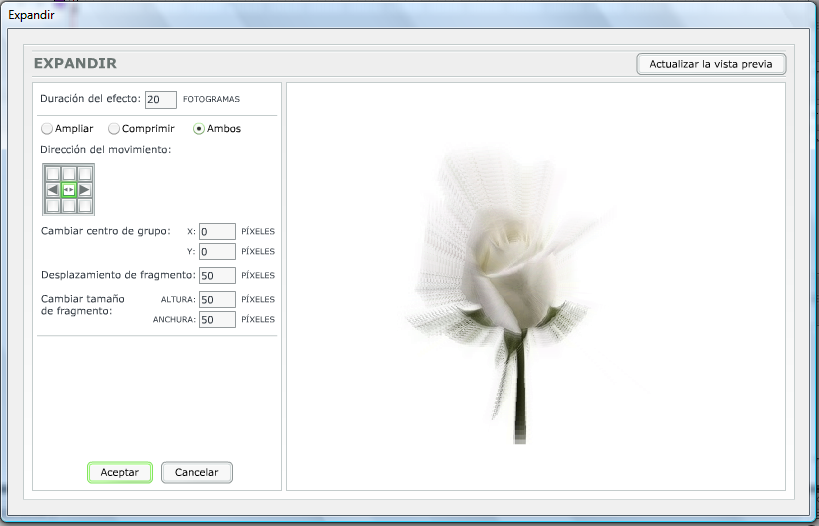 Expandir
EXPANDIR
Actualizar la vista previa
Duración del efecto: 20 FOTOGRAMAS
Ampliar Comprimir Ambos
Dirección del movimiento:
Cambiar centro de grupo: X: 0 PÍXELES
Y: 0 PÍXELES
Desplazamiento de fragmento: 50 PÍXELES
Cambiar tamaño ALTURA: 50 PÍXELES
de fragmento:
ANCHURA: 50 PÍXELES
Aceptar Cancelar